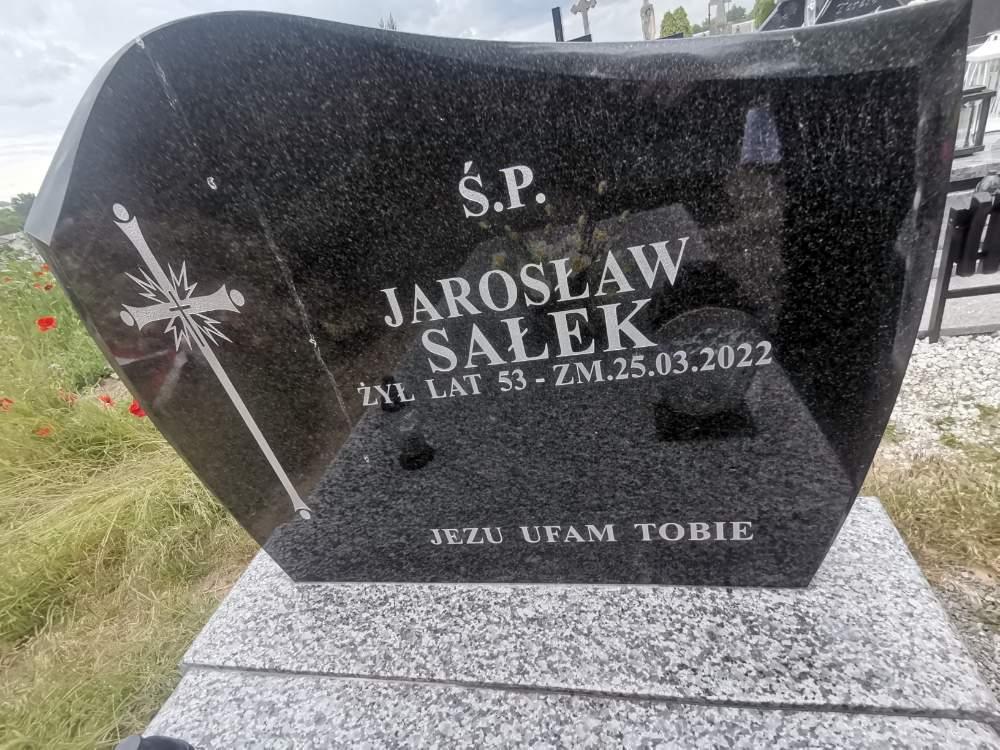 Ś.P.
JAROSŁAW
SAŁEK
ŻYŁ LAT 53 - ZM.25.03.2022
JEZU UFAM TOBIE